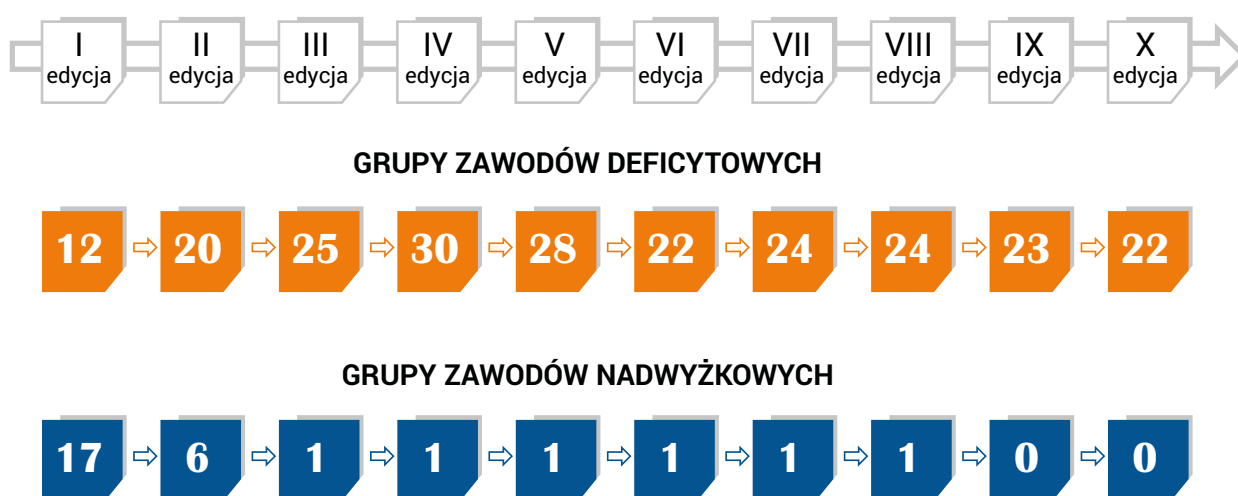 I II III IV V VI VII VIII IX X
edycja edycja edycja edycja edycja edycja edycja edycja edycja edycja
GRUPY ZAWODÓW DEFICYTOWYCH
12 ⇨ 20 ⇨ 25 ⇨ 30 ⇨ 28 ⇨ 22 ⇨ 24 ⇨ 24 ⇨ 23 ⇨ 22
GRUPY ZAWODÓW NADWYŻKOWYCH
17 ⇨ 6 ⇨ 1 ⇨ 1 ⇨ 1 ⇨ 1 ⇨ 1 ⇨ 1 ⇨ 0 ⇨ 0